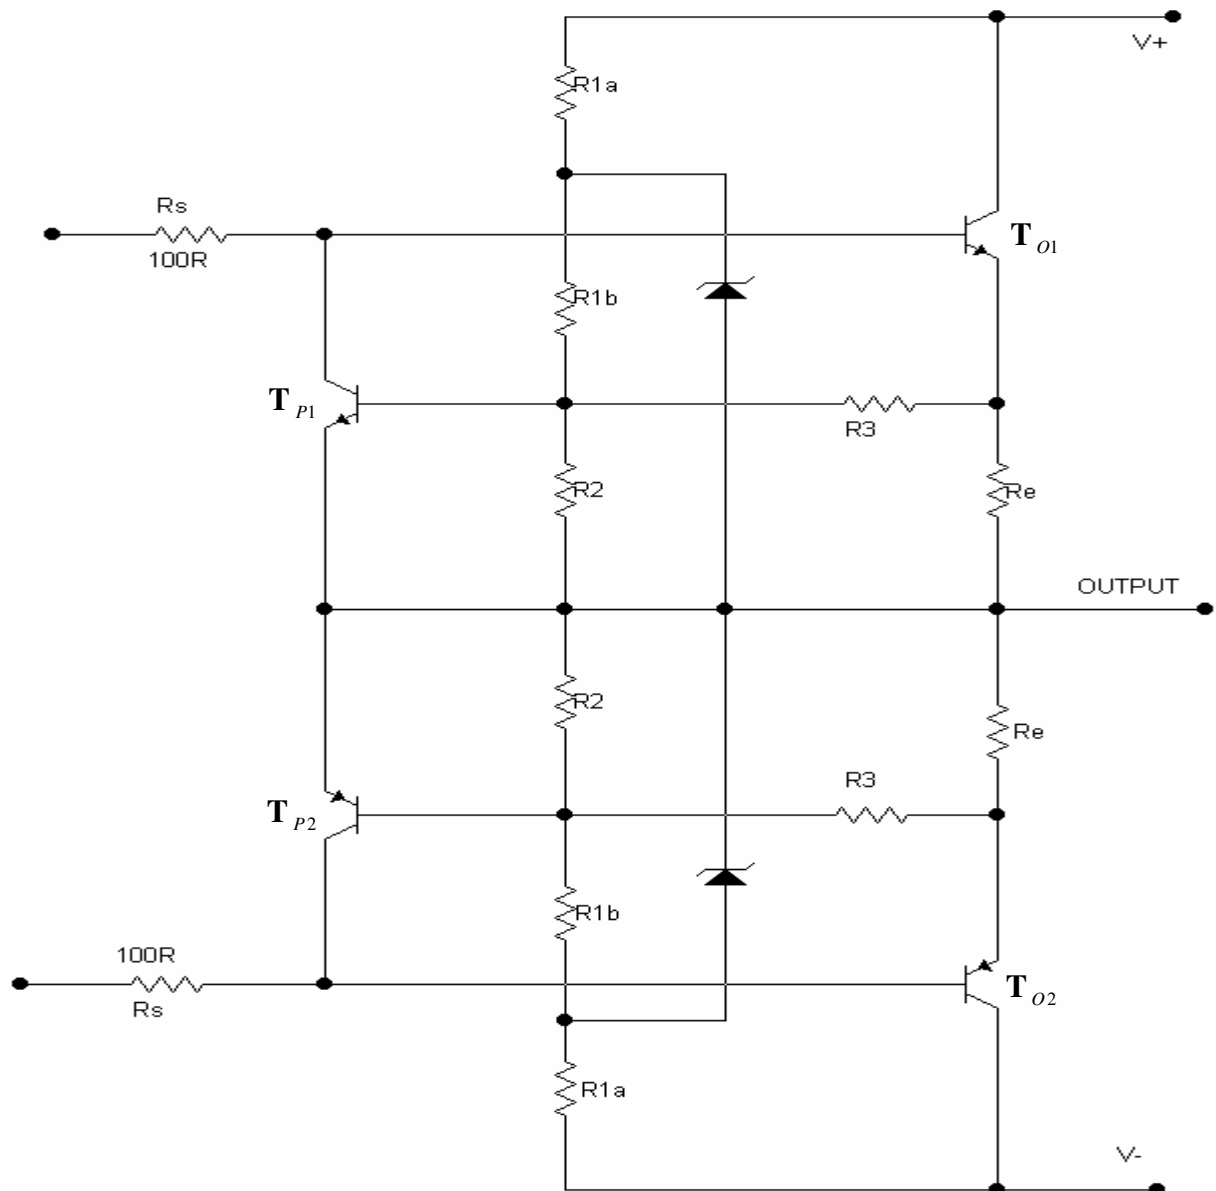 V+
R1a
Rs
100R
T O1
R1b
T P1
R3
R2
Re
OUTPUT
R2
Re
R3
T P2
R1b
100R
Rs
T O2
R1a
V-